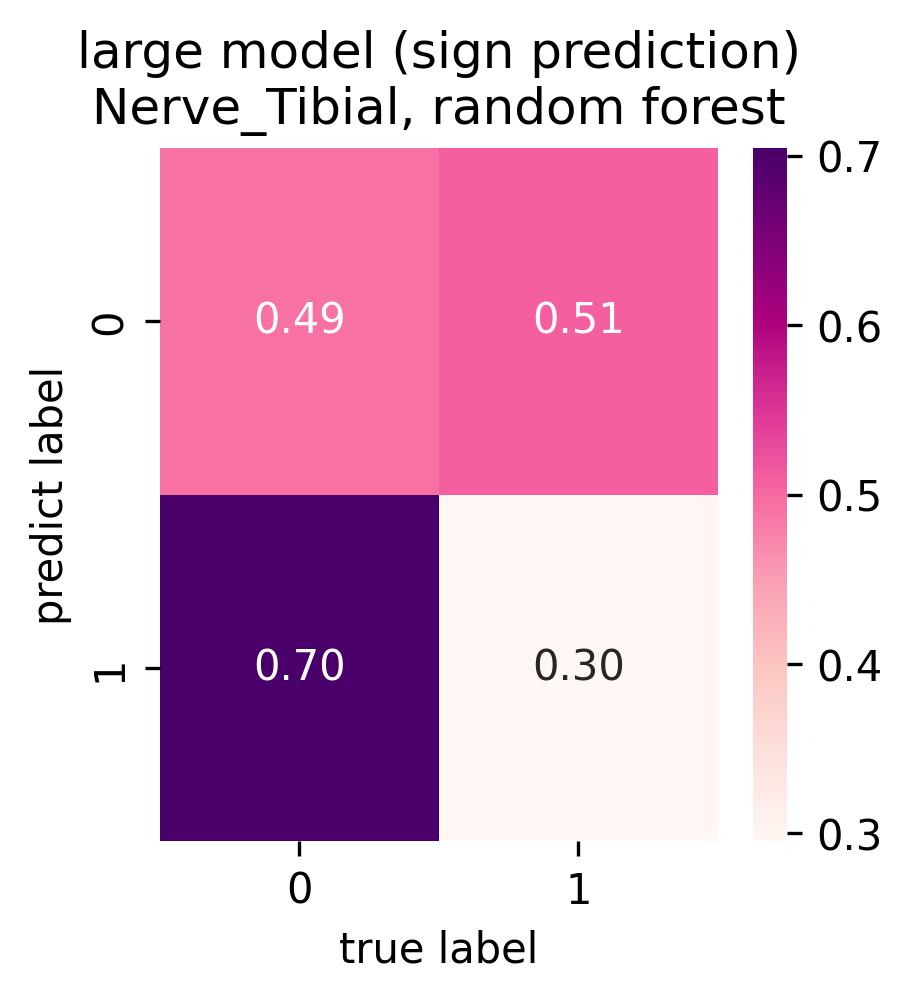 large model (sign prediction)
Nerve_Tibial, random forest
0.7
0.6
0.5
0.4
0.3
0.49 0.51
0.70 0.30
0
1
predict label
0 1
true label